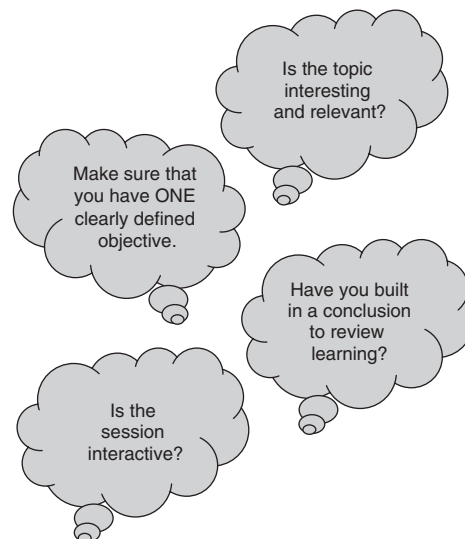 Is the topic
interesting
and relevant?
Make sure that
you have ONE
clearly defined
objective.
Have you built
in a conclusion
to review
learning?
Is the
session
interactive?